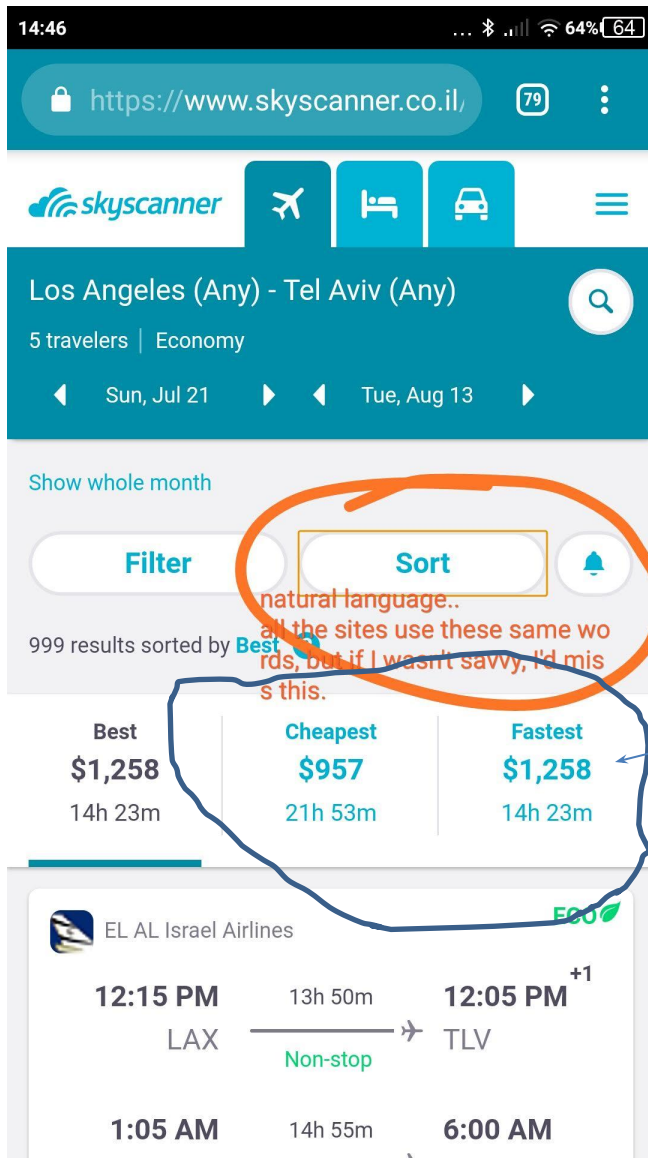 14:46 ... 64% 64
https://www.skyscanner.co.il/ 79
skyscanner
Los Angeles (Any) - Tel Aviv (Any)
5 travelers | Economy
Sun, Jul 21 Tue, Aug 13
Show whole month
Filter Sort
natural language..
all the sites use these same wo
rds, but if I wasn't savvy, I'd mis
s this.
999 results sorted by Best
Best Cheapest Fastest
$1,258 $957 $1,258
14h 23m 21h 53m 14h 23m
EL AL Israel Airlines ECO
+1
12:15 PM 13h 50m 12:05 PM
LAX TLV
Non-stop
1:05 AM 14h 55m 6:00 AM